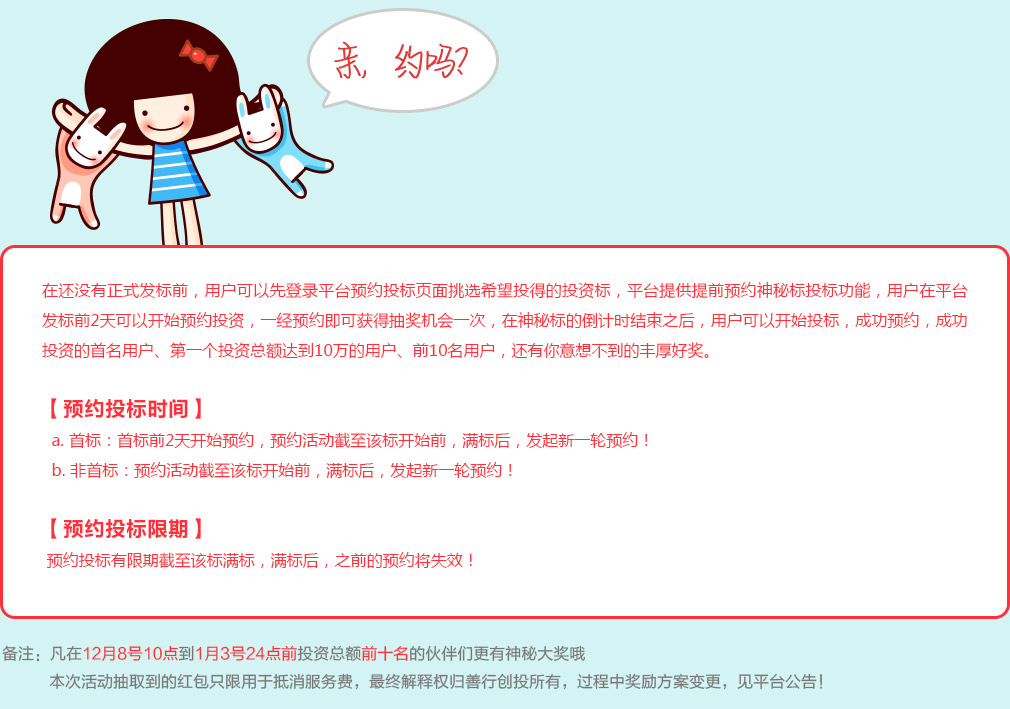 亲, 约吗?
在还没有正式发标前，用户可以先登录平台预约投标页面挑选希望投得的投资标，平台提供提前预约神秘标投标功能，用户在平台
发标前2天可以开始预约投资，一经预约即可获得抽奖机会一次，在神秘标的倒计时结束之后，用户可以开始投标，成功预约，成功
投资的首名用户、第一个投资总额达到10万的用户、前10名用户，还有你意想不到的丰厚好奖。
【 预约投标时间 】
a. 首标：首标前2天开始预约，预约活动截至该标开始前，满标后，发起新一轮预约！
b. 非首标：预约活动截至该标开始前，满标后，发起新一轮预约！
【 预约投标限期 】
预约投标有限期截至该标满标，满标后，之前的预约将失效！
备注：凡在12月8号10点到1月3号24点前投资总额前十名的伙伴们更有神秘大奖哦
本次活动抽取到的红包只限用于抵消服务费，最终解释权归善行创投所有，过程中奖励方案变更，见平台公告！